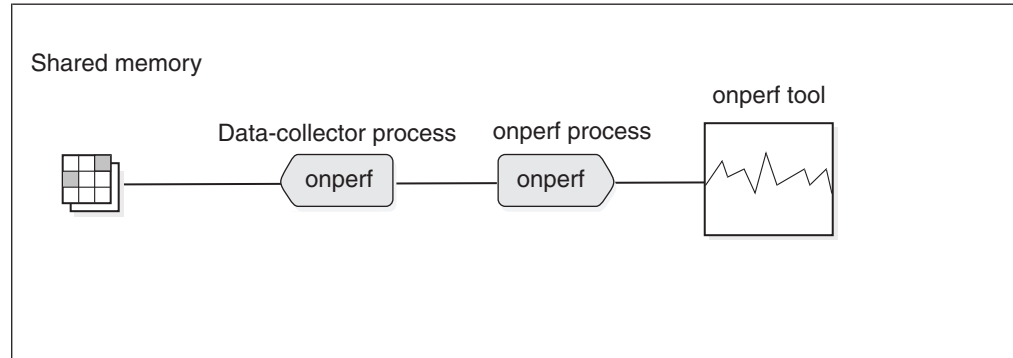 Shared memory
onperf tool
Data-collector process
onperf process
onperf
onperf